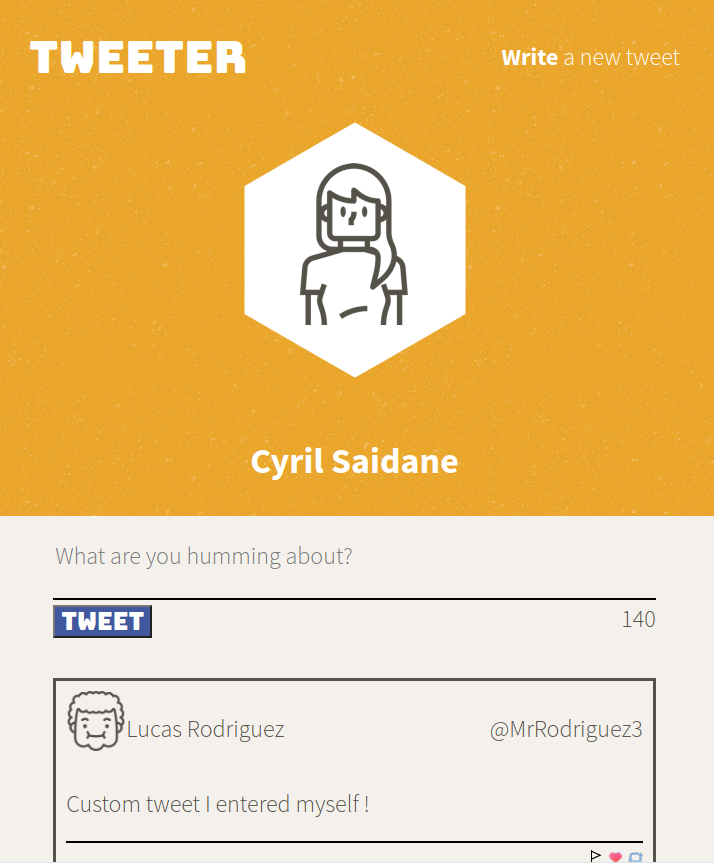 TWEETER
Write a new tweet
Cyril Saidane
What are you humming about?
TWEET
140
Lucas Rodriguez
@MrRodriguez3
Custom tweet I entered myself !